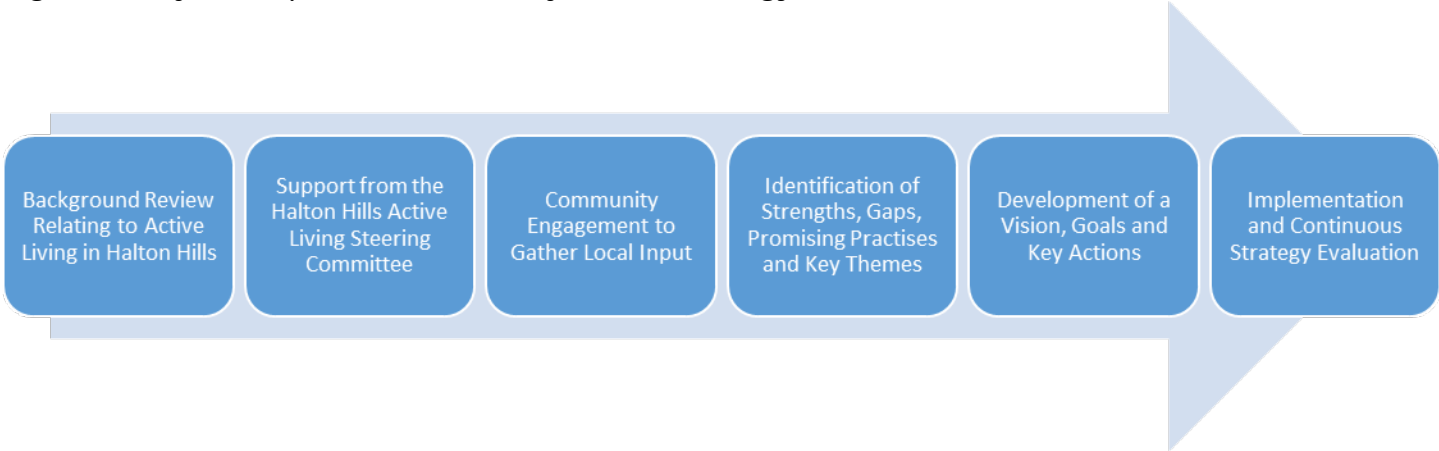 Background Review
Relating to Active
Living in Halton Hills
Support from the
Halton Hills Active
Living Steering
Committee
Community
Engagement to
Gather Local Input
Identification of
Strengths, Gaps,
Promising Practises
and Key Themes
Development of a
Vision, Goals and
Key Actions
Implementation
and Continuous
Strategy Evaluation